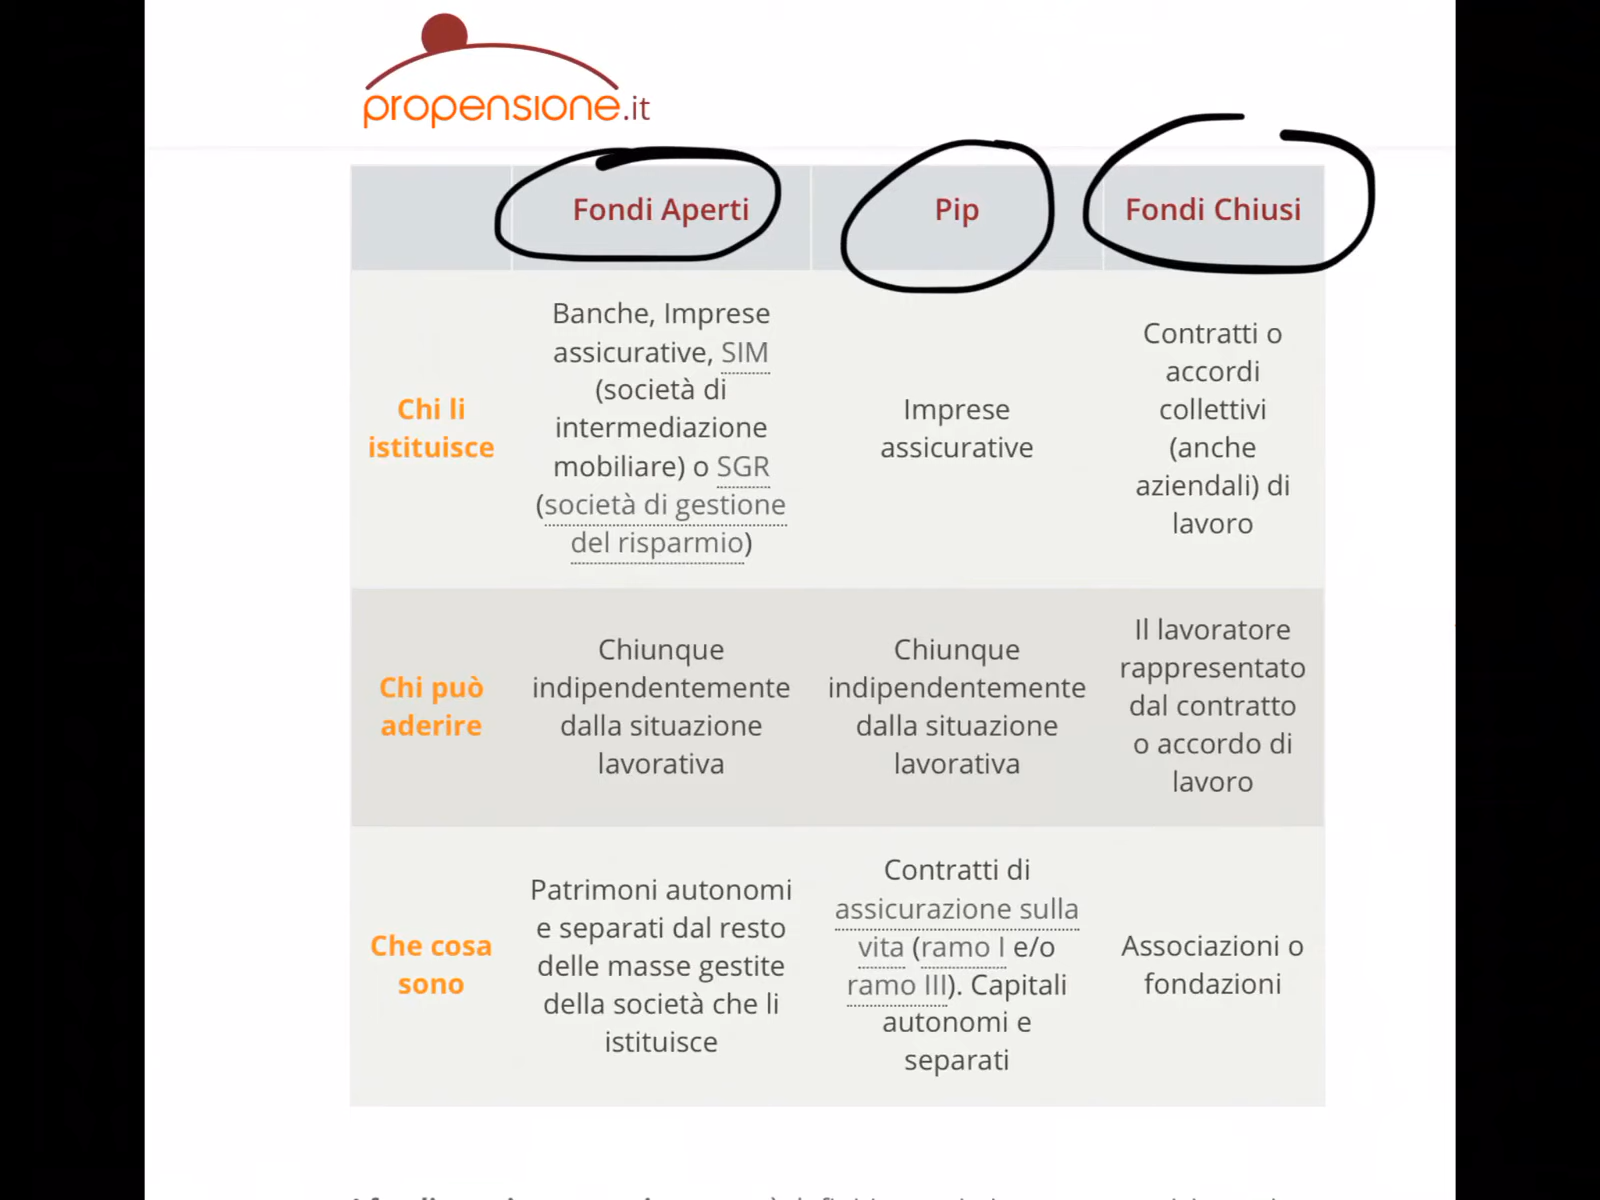 propensione.it
Fondi Aperti
Pip
Fondi Chiusi
Chi li
istituisce
Banche, Imprese
assicurative, SIM
(società di
intermediazione
mobiliare) o SGR
(società di gestione
del risparmio)
Imprese
assicurative
Contratti o
accordi
collettivi
(anche
aziendali) di
lavoro
Chi può
aderire
Chiunque
indipendentemente
dalla situazione
lavorativa
Chiunque
indipendentemente
dalla situazione
lavorativa
Il lavoratore
rappresentato
dal contratto
o accordo di
lavoro
Che cosa
sono
Patrimoni autonomi
e separati dal resto
delle masse gestite
della società che li
istituisce
Contratti di
assicurazione sulla
vita (ramo I e/o
ramo III). Capitali
autonomi e
separati
Associazioni o
fondazioni